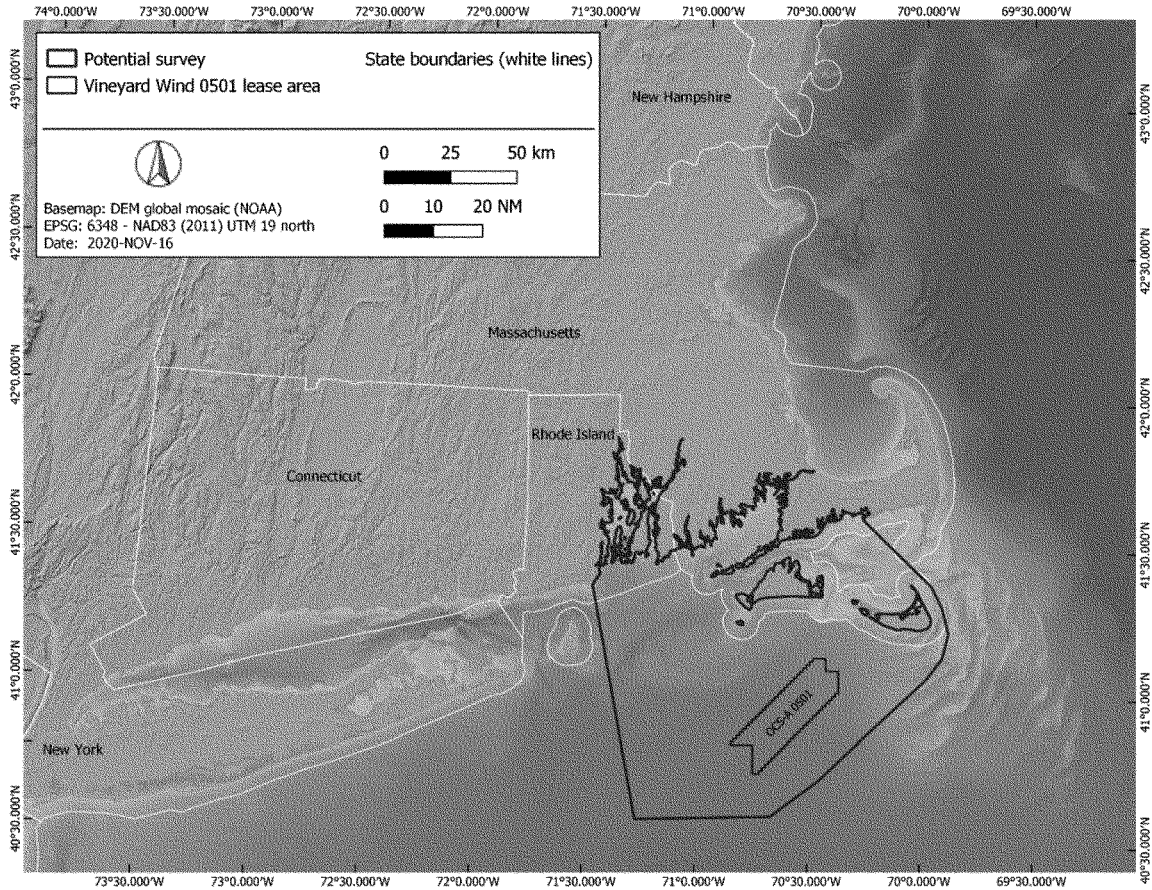 74°0.000'W 73°30.000'W 73°0.000'W 72°30.000'W 72°0.000'W 71°30.000'W 71°0.000'W 70°30.000'W 70°0.000'W 69°30.000'W
Potential survey
State boundaries (white lines)
Vineyard Wind 0501 lease area
0 25 50 km
0 10 20 NM
Basemap: DEM global mosaic (NOAA)
EPSG: 6348 - NAD83 (2011) UTM 19 north
Date: 2020-NOV-16
43°0.000'N
42°30.000'N
42°0.000'N
41°30.000'N
41°0.000'N
40°30.000'N
New Hampshire
Massachusetts
Rhode Island
Connecticut
New York
OCS-A 0501
43°0.000'N
42°30.000'N
42°0.000'N
41°30.000'N
41°0.000'N
40°30.000'N
73°30.000'W 73°0.000'W 72°30.000'W 72°0.000'W 71°30.000'W 71°0.000'W 70°30.000'W 70°0.000'W 69°30.000'W